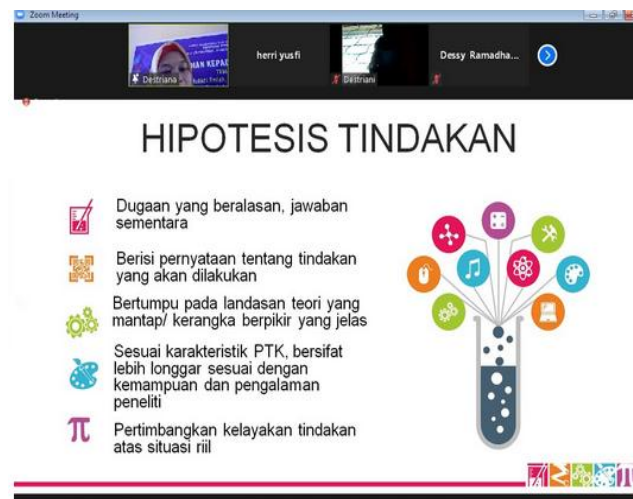 Zoom Meeting
Destriana
herri yusfi
Destriani
Dessy Ramadha...
HIPOTESIS TINDAKAN
Dugaan yang beralasan, jawaban
sementara
Berisi pernyataan tentang tindakan
yang akan dilakukan
Bertumpu pada landasan teori yang
mantap/ kerangka berpikir yang jelas
Sesuai karakteristik PTK, bersifat
lebih longgar sesuai dengan
kemampuan dan pengalaman
peneliti
π
Pertimbangkan kelayakan tindakan
atas situasi riil